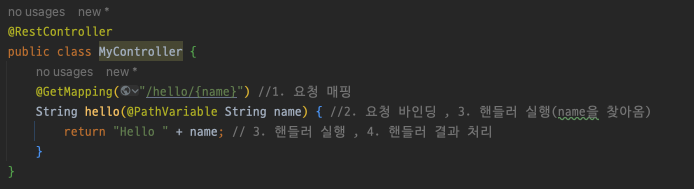 no usages   new *
@RestController
public class MyController {
    no usages   new *
    @GetMapping("/hello/{name}") //1. 요청 매핑
    String hello(@PathVariable String name) { //2. 요청 바인딩 , 3. 핸들러 실행(name을 찾아옴)
        return "Hello " + name; // 3. 핸들러 실행 , 4. 핸들러 결과 처리
    }
}